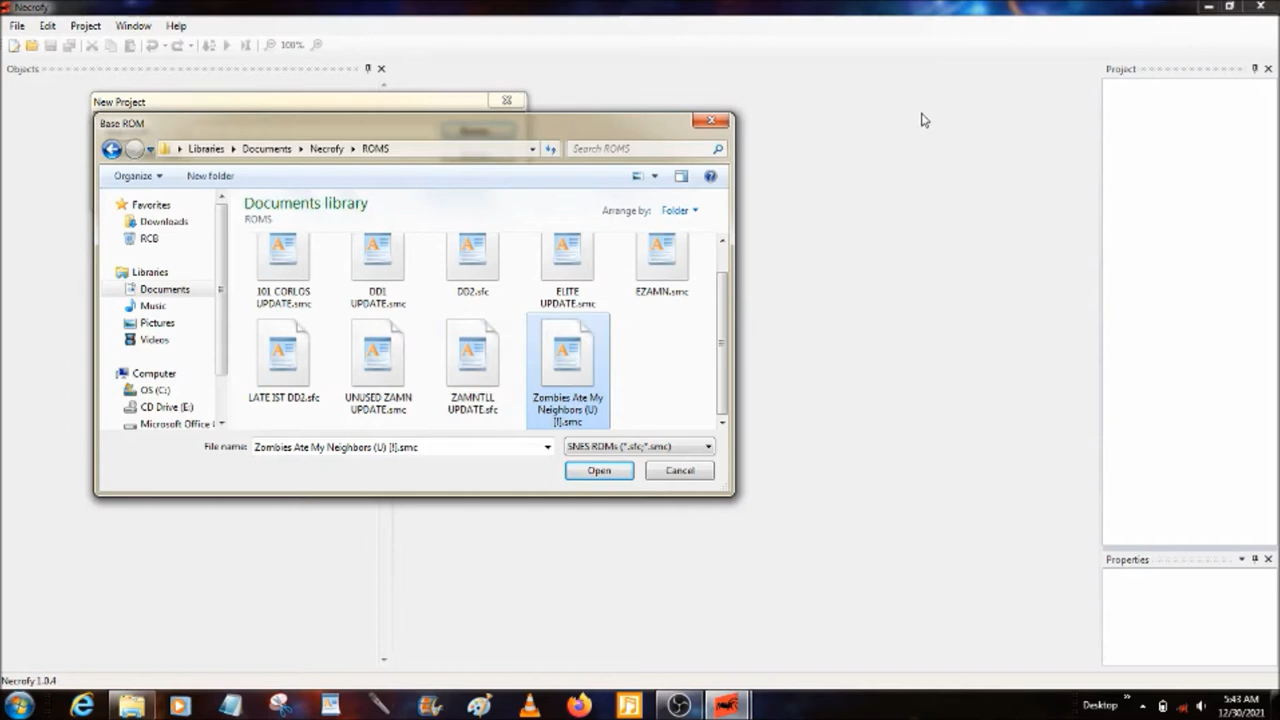 Necrofy
File Edit Project Window Help
100%
Objects
Project
New Project
Base ROM
Libraries Documents Necrofy ROMS
Search ROMS
Organize New folder
Favorites
Downloads
RCB
Libraries
Documents
Music
Pictures
Videos
Computer
OS (C:)
CD Drive (E:)
Microsoft Office
Documents library
ROMS
Arrange by: Folder
101 CORLOS
UPDATE.smc
DD1
UPDATE.smc
DD2.sfc
ELITE
UPDATE.smc
EZAMN.smc
LATE IST DD2.sfc
UNUSED ZAMN
UPDATE.smc
ZAMNTLL
UPDATE.sfc
Zombies Ate My
Neighbors (U)
[!].smc
File name: Zombies Ate My Neighbors (U) [!].smc
SNES ROMs (*.sfc;*.smc)
Open Cancel
Properties
Necrofy 1.0.4
Desktop
5:43 AM
12/30/2021